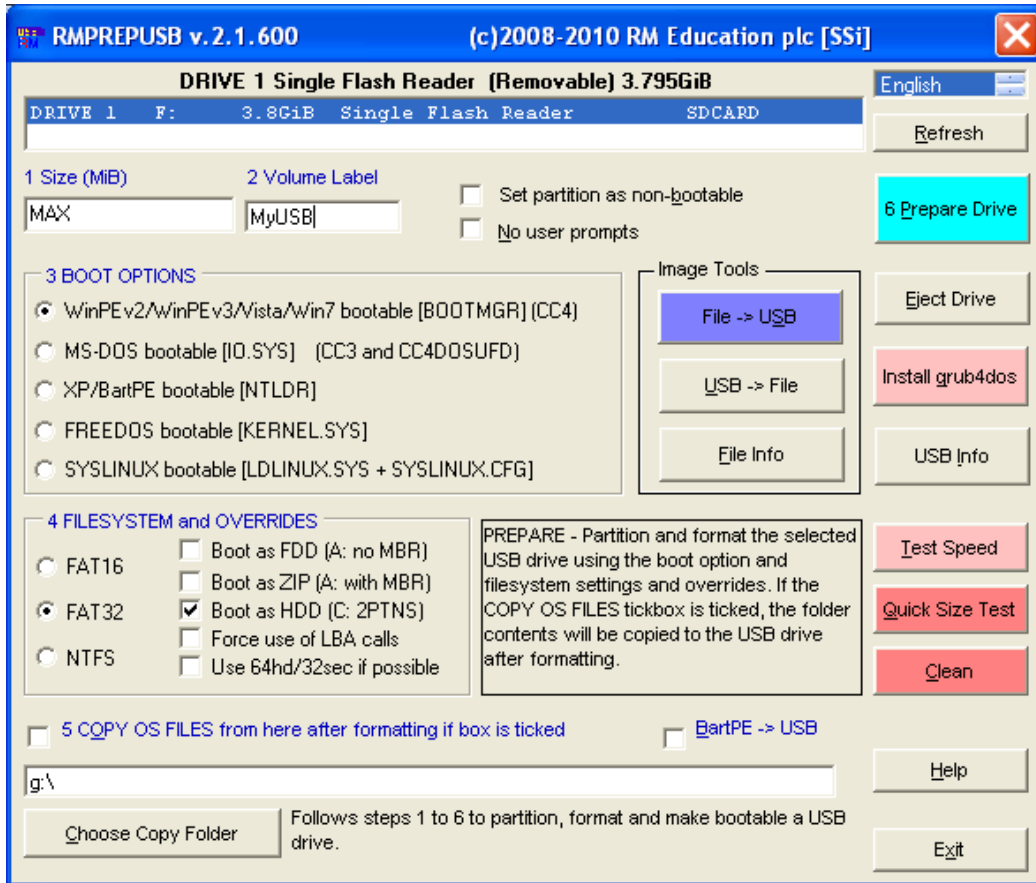 RMPREPUSB v.2.1.600 (c)2008-2010 RM Education plc [SSi]
DRIVE 1 Single Flash Reader (Removable) 3.795GiB
English
DRIVE 1 F: 3.8GiB Single Flash Reader SDCARD
Refresh
1 Size (MiB)
2 Volume Label
MAX
MyUSB
Set partition as non-bootable
No user prompts
6 Prepare Drive
3 BOOT OPTIONS
WinPEv2/WinPEv3/Vista/Win7 bootable [BOOTMGR] (CC4)
MS-DOS bootable [IO.SYS] (CC3 and CC4DOSUFD)
XP/BartPE bootable [NTLDR]
FREEDOS bootable [KERNEL.SYS]
SYSLINUX bootable [LDLINUX.SYS + SYSLINUX.CFG]
Image Tools
File -> USB
USB -> File
File Info
Eject Drive
Install grub4dos
USB Info
4 FILESYSTEM and OVERRIDES
FAT16
FAT32
NTFS
Boot as FDD (A: no MBR)
Boot as ZIP (A: with MBR)
Boot as HDD (C: 2PTNS)
Force use of LBA calls
Use 64hd/32sec if possible
PREPARE - Partition and format the selected
USB drive using the boot option and
filesystem settings and overrides. If the
COPY OS FILES tickbox is ticked, the folder
contents will be copied to the USB drive
after formatting.
Test Speed
Quick Size Test
Clean
5 COPY OS FILES from here after formatting if box is ticked
BartPE -> USB
g:\
Help
Choose Copy Folder
Follows steps 1 to 6 to partition, format and make bootable a USB
drive.
Exit